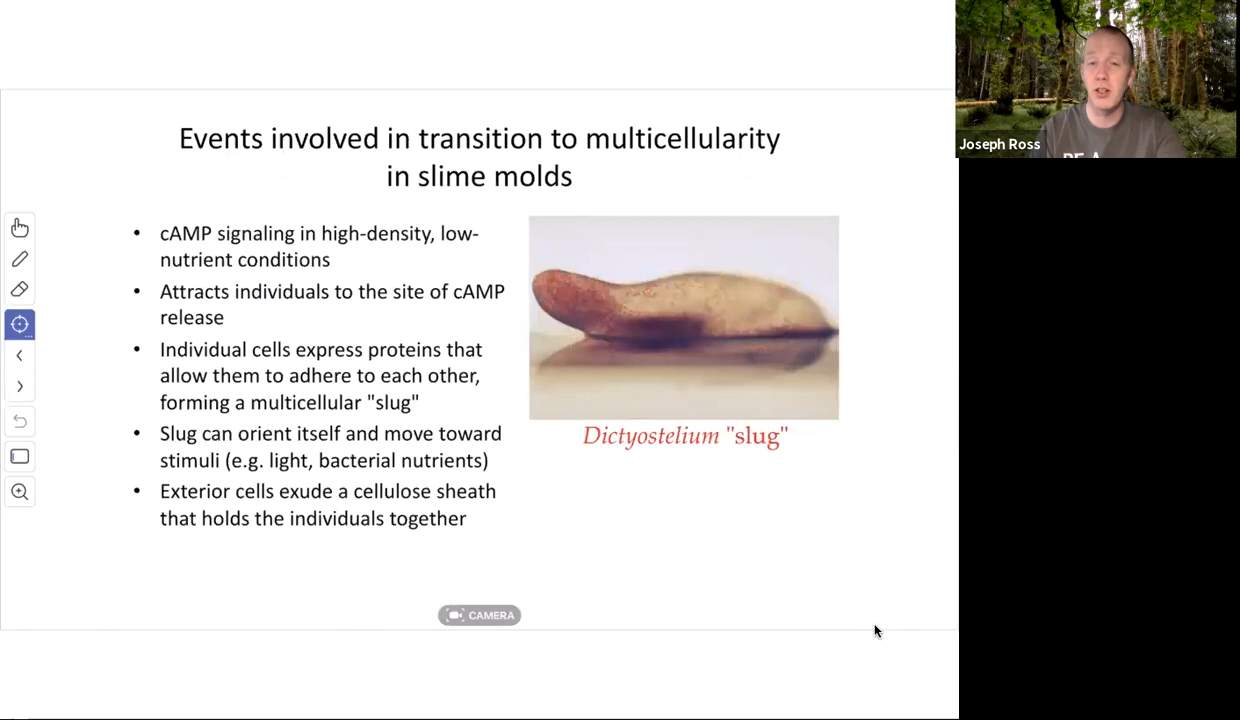 Events involved in transition to multicellularity
in slime molds
• cAMP signaling in high-density, low-
nutrient conditions
• Attracts individuals to the site of cAMP
release
• Individual cells express proteins that
allow them to adhere to each other,
forming a multicellular "slug"
• Slug can orient itself and move toward
stimuli (e.g. light, bacterial nutrients)
• Exterior cells exude a cellulose sheath
that holds the individuals together
Dictyostelium "slug"
CAMERA
Joseph Ross
BE A